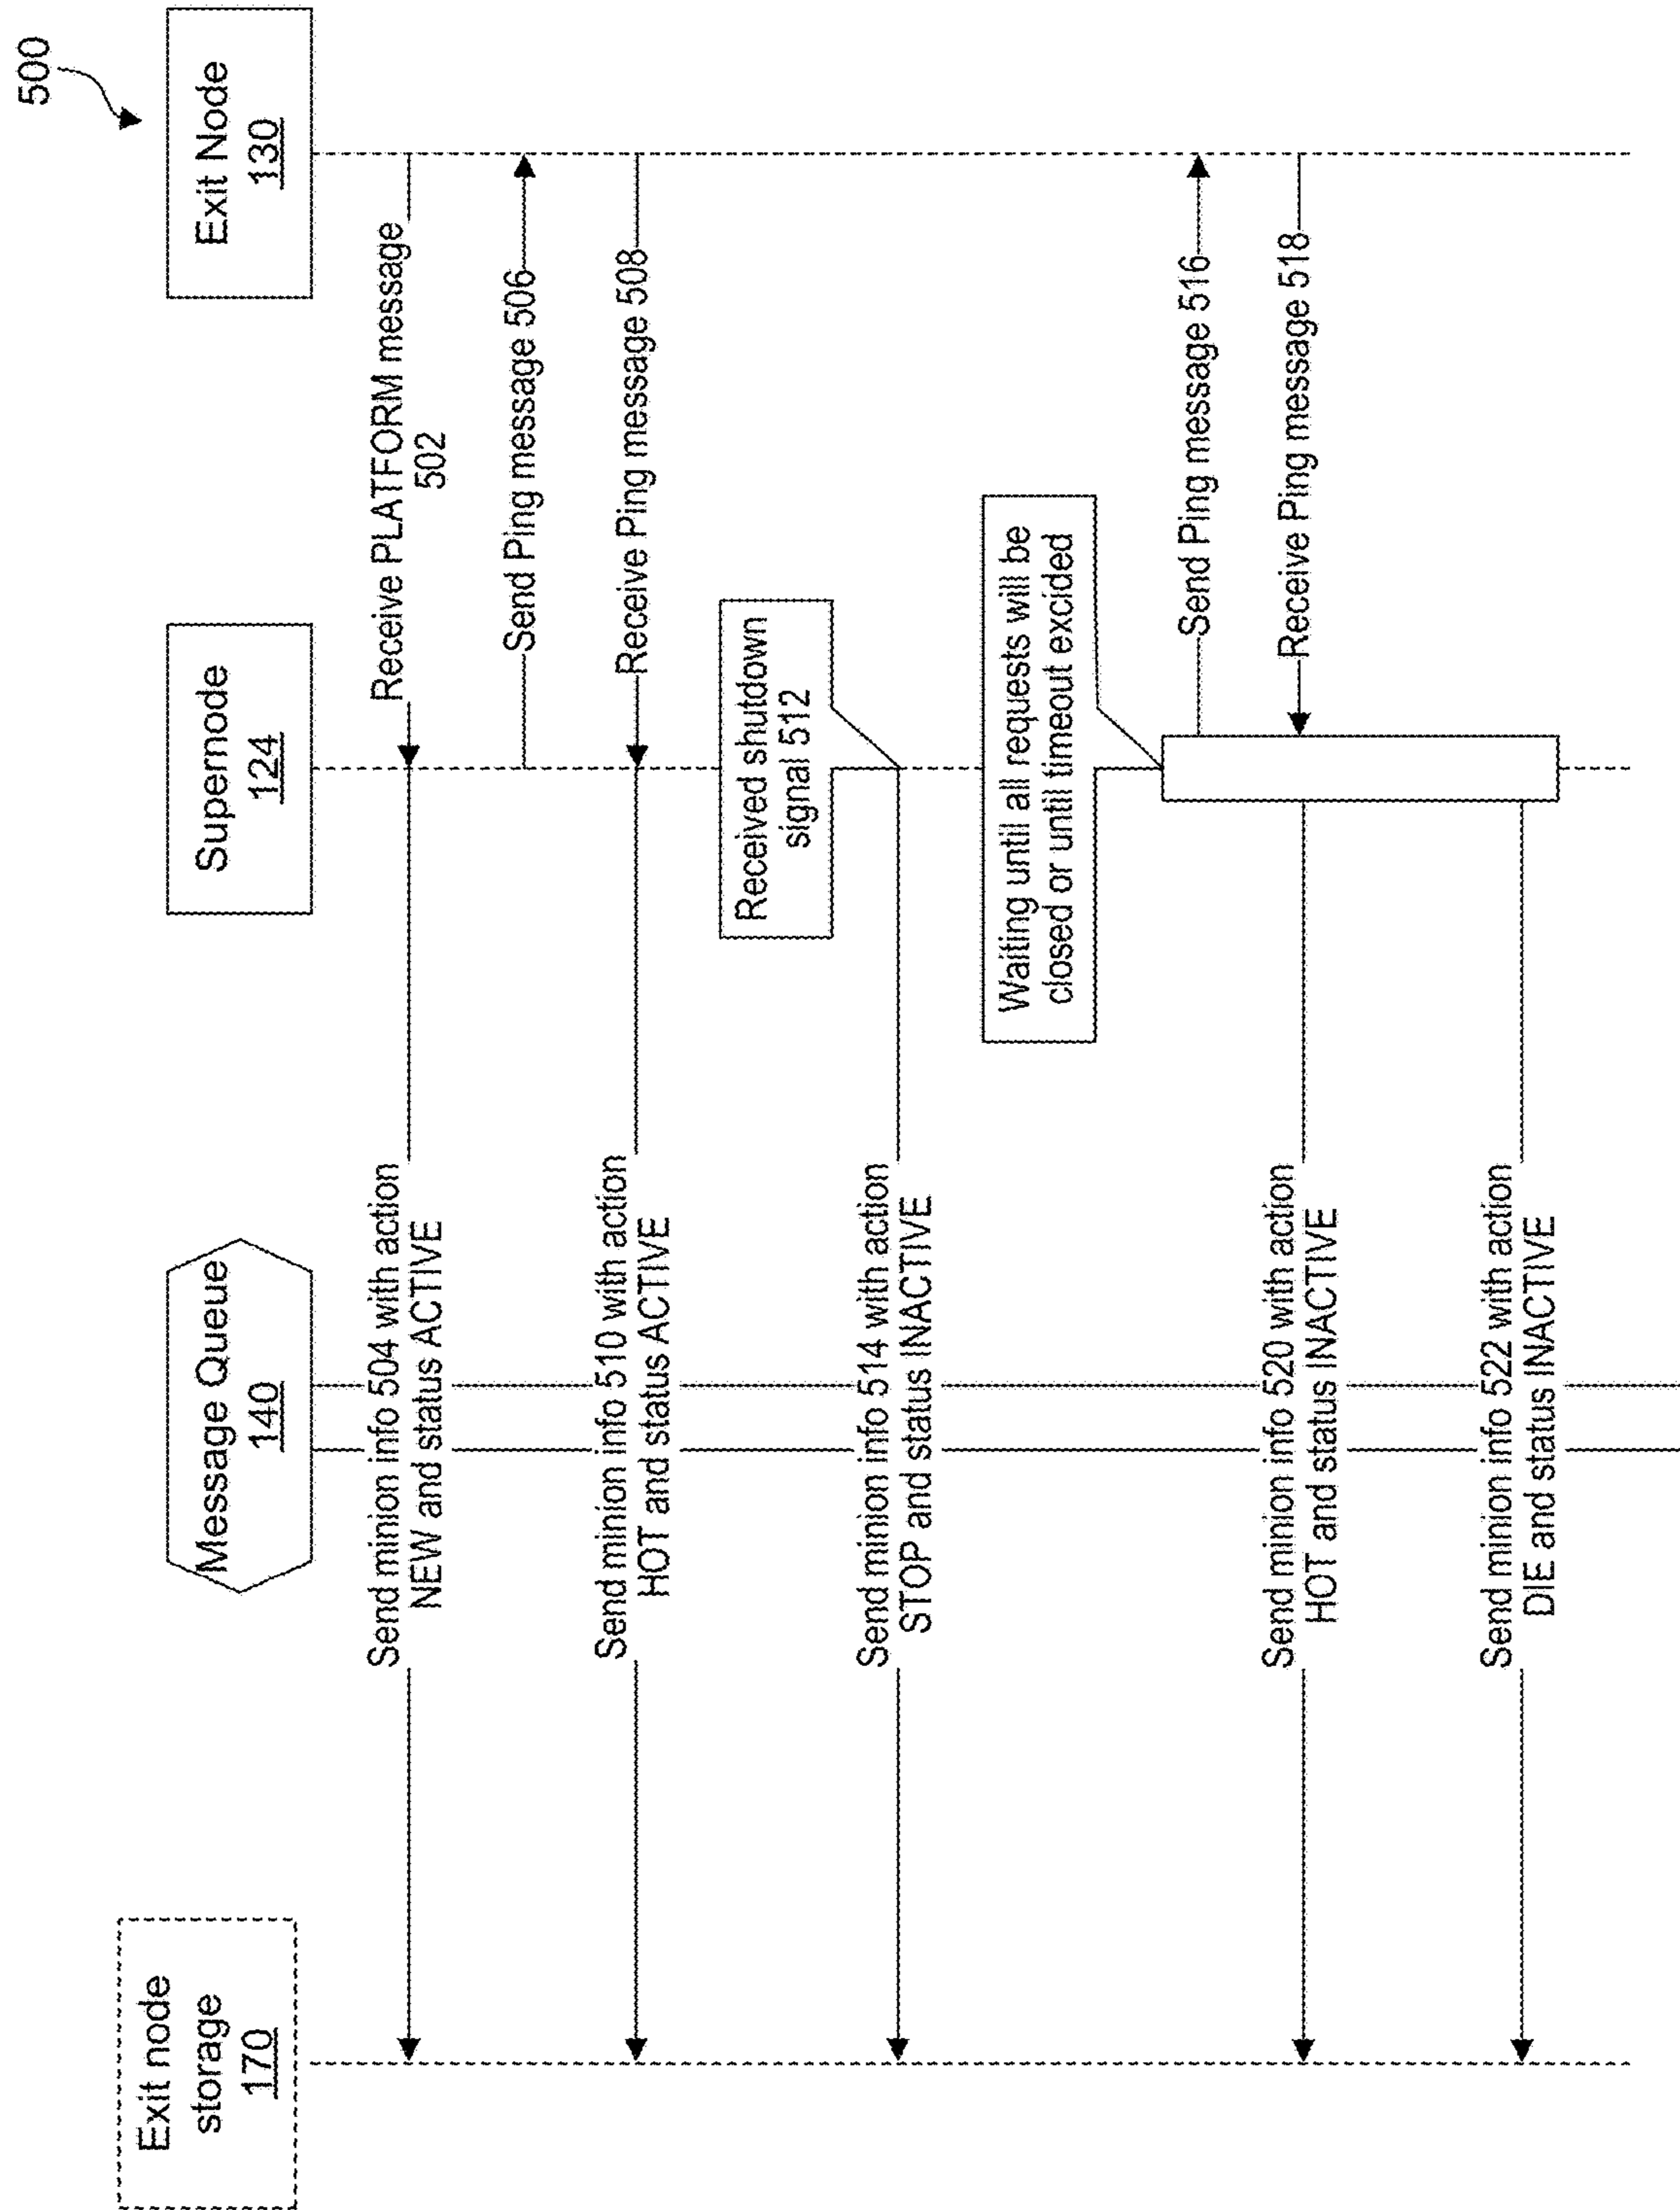 500
Exit node
storage
170
Message Queue
140
Supernode
124
Exit Node
130
Receive PLATFORM message
502
Send minion info 504 with action
NEW and status ACTIVE
Send Ping message 506
Receive Ping message 508
Send minion info 510 with action
HOT and status ACTIVE
Received shutdown
signal 512
Send minion info 514 with action
STOP and status INACTIVE
Waiting until all requests will be
closed or until timeout excided
Send Ping message 516
Receive Ping message 518
Send minion info 520 with action
HOT and status INACTIVE
Send minion info 522 with action
DIE and status INACTIVE